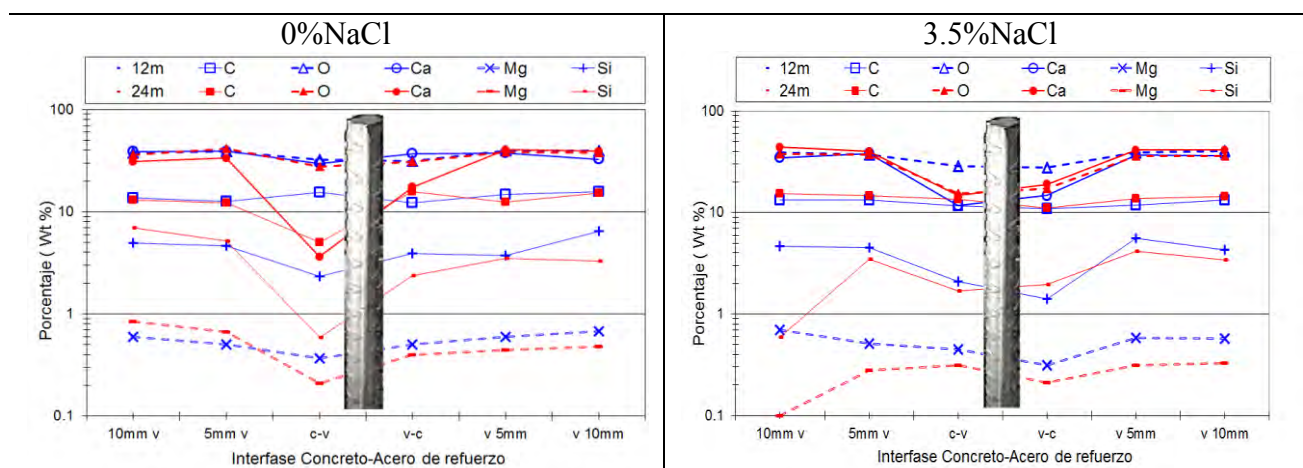 0%NaCl
12m C O Ca Mg Si
24m C O Ca Mg Si
100
10
1
0.1
Porcentaje ( Wt %)
10mm v 5mm v c-v v-c v 5mm v 10mm
Interfase Concreto-Acero de refuerzo
3.5%NaCl
12m C O Ca Mg Si
24m C O Ca Mg Si
100
10
1
0.1
Porcentaje ( Wt %)
10mm v 5mm v c-v v-c v 5mm v 10mm
Interfase Concreto-Acero de refuerzo